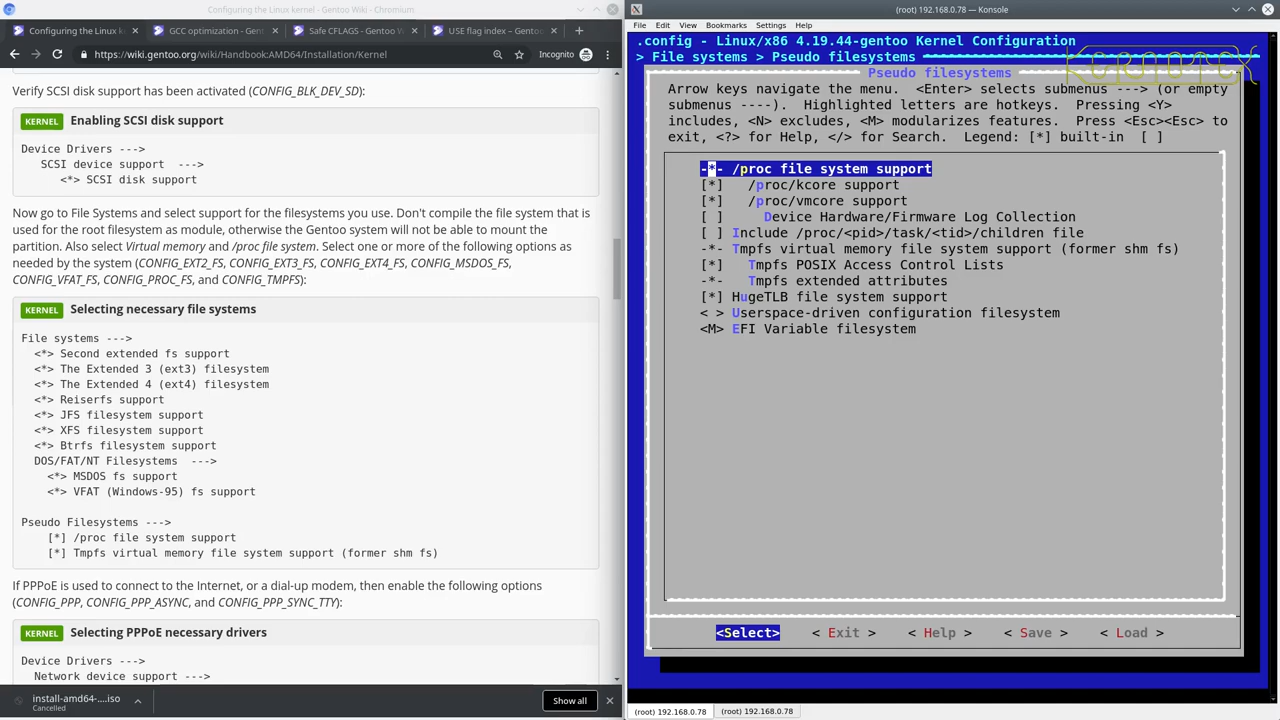 Configuring the Linux kernel - Gentoo Wiki - Chromium
Configuring the Linux k
GCC optimization - Gen
Safe CFLAGS - Gentoo W
USE flag index – Gentoo
https://wiki.gentoo.org/wiki/Handbook:AMD64/Installation/Kernel
Incognito
Verify SCSI disk support has been activated (CONFIG_BLK_DEV_SD):
KERNEL Enabling SCSI disk support
Device Drivers --->
SCSI device support --->
<*> SCSI disk support
Now go to File Systems and select support for the filesystems you use. Don't compile the file system that is
used for the root filesystem as module, otherwise the Gentoo system will not be able to mount the
partition. Also select Virtual memory and /proc file system. Select one or more of the following options as
needed by the system (CONFIG_EXT2_FS, CONFIG_EXT3_FS, CONFIG_EXT4_FS, CONFIG_MSDOS_FS,
CONFIG_VFAT_FS, CONFIG_PROC_FS, and CONFIG_TMPFS):
KERNEL Selecting necessary file systems
File systems --->
<*> Second extended fs support
<*> The Extended 3 (ext3) filesystem
<*> The Extended 4 (ext4) filesystem
<*> Reiserfs support
<*> JFS filesystem support
<*> XFS filesystem support
<*> Btrfs filesystem support
DOS/FAT/NT Filesystems --->
<*> MSDOS fs support
<*> VFAT (Windows-95) fs support
Pseudo Filesystems --->
[*] /proc file system support
[*] Tmpfs virtual memory file system support (former shm fs)
If PPPoE is used to connect to the Internet, or a dial-up modem, then enable the following options
(CONFIG_PPP, CONFIG_PPP_ASYNC, and CONFIG_PPP_SYNC_TTY):
KERNEL Selecting PPPoE necessary drivers
Device Drivers --->
Network device support --->
install-amd64-....iso
Cancelled
Show all
(root) 192.168.0.78 — Konsole
File Edit View Bookmarks Settings Help
.config - Linux/x86 4.19.44-gentoo Kernel Configuration
> File systems > Pseudo filesystems
Pseudo filesystems
Arrow keys navigate the menu. <Enter> selects submenus ---> (or empty
submenus ----). Highlighted letters are hotkeys. Pressing <Y>
includes, <N> excludes, <M> modularizes features. Press <Esc><Esc> to
exit, <?> for Help, </> for Search. Legend: [*] built-in [ ]
-*- /proc file system support
[*] /proc/kcore support
[*] /proc/vmcore support
[ ] Device Hardware/Firmware Log Collection
[ ] Include /proc/<pid>/task/<tid>/children file
-*- Tmpfs virtual memory file system support (former shm fs)
[*] Tmpfs POSIX Access Control Lists
-*- Tmpfs extended attributes
[*] HugeTLB file system support
< > Userspace-driven configuration filesystem
<M> EFI Variable filesystem
<Select> < Exit > < Help > < Save > < Load >
(root) 192.168.0.78
(root) 192.168.0.78